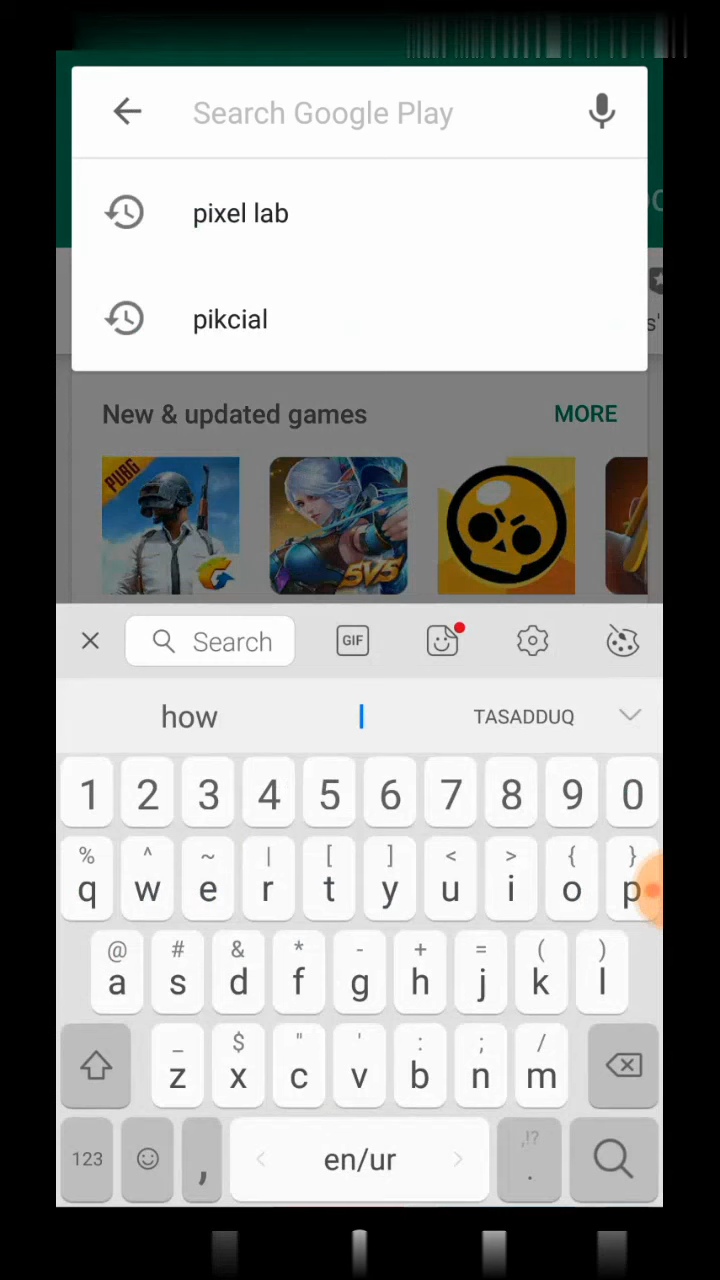 Search Google Play
pixel lab
pikcial
s'
New & updated games MORE
PUBG
5V5
Search GIF
how TASADDUQ
1 2 3 4 5 6 7 8 9 0
% ^ ~ | [ ] < > { }
q w e r t y u i o p
@ # & * - + = ( )
a s d f g h j k l
_ $ " ' : ; /
z x c v b n m
,!?
123 , < en/ur > .